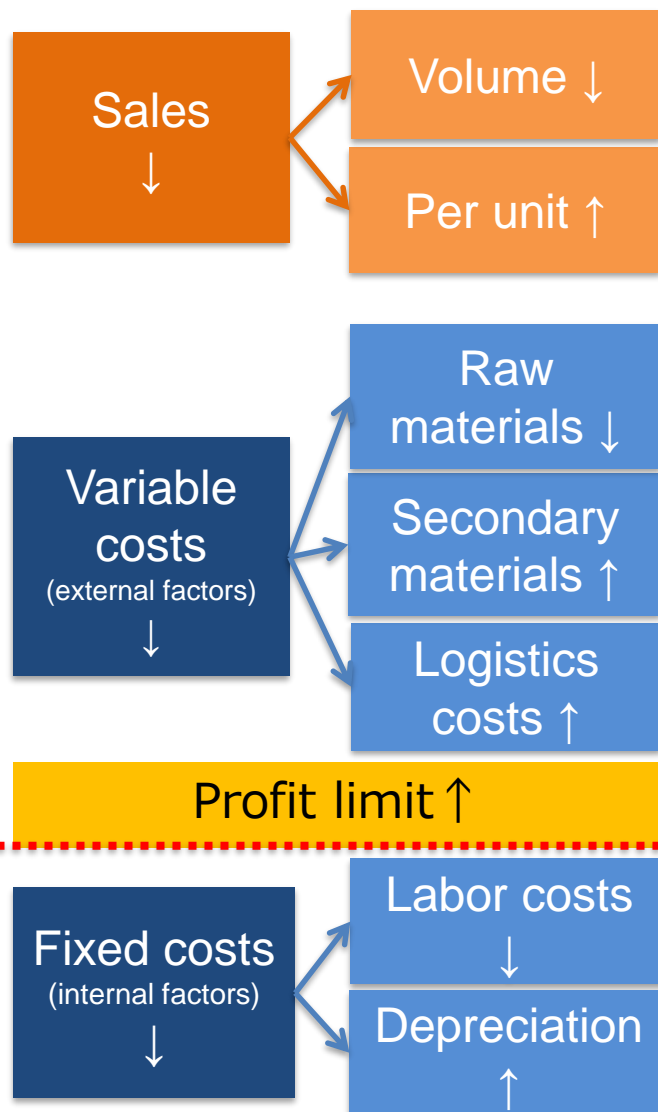 Sales
↓
Volume ↓
Per unit ↑
Variable
costs
(external factors)
↓
Raw
materials ↓
Secondary
materials ↑
Logistics
costs ↑
Profit limit ↑
Fixed costs
(internal factors)
↓
Labor costs
↓
Depreciation
↑